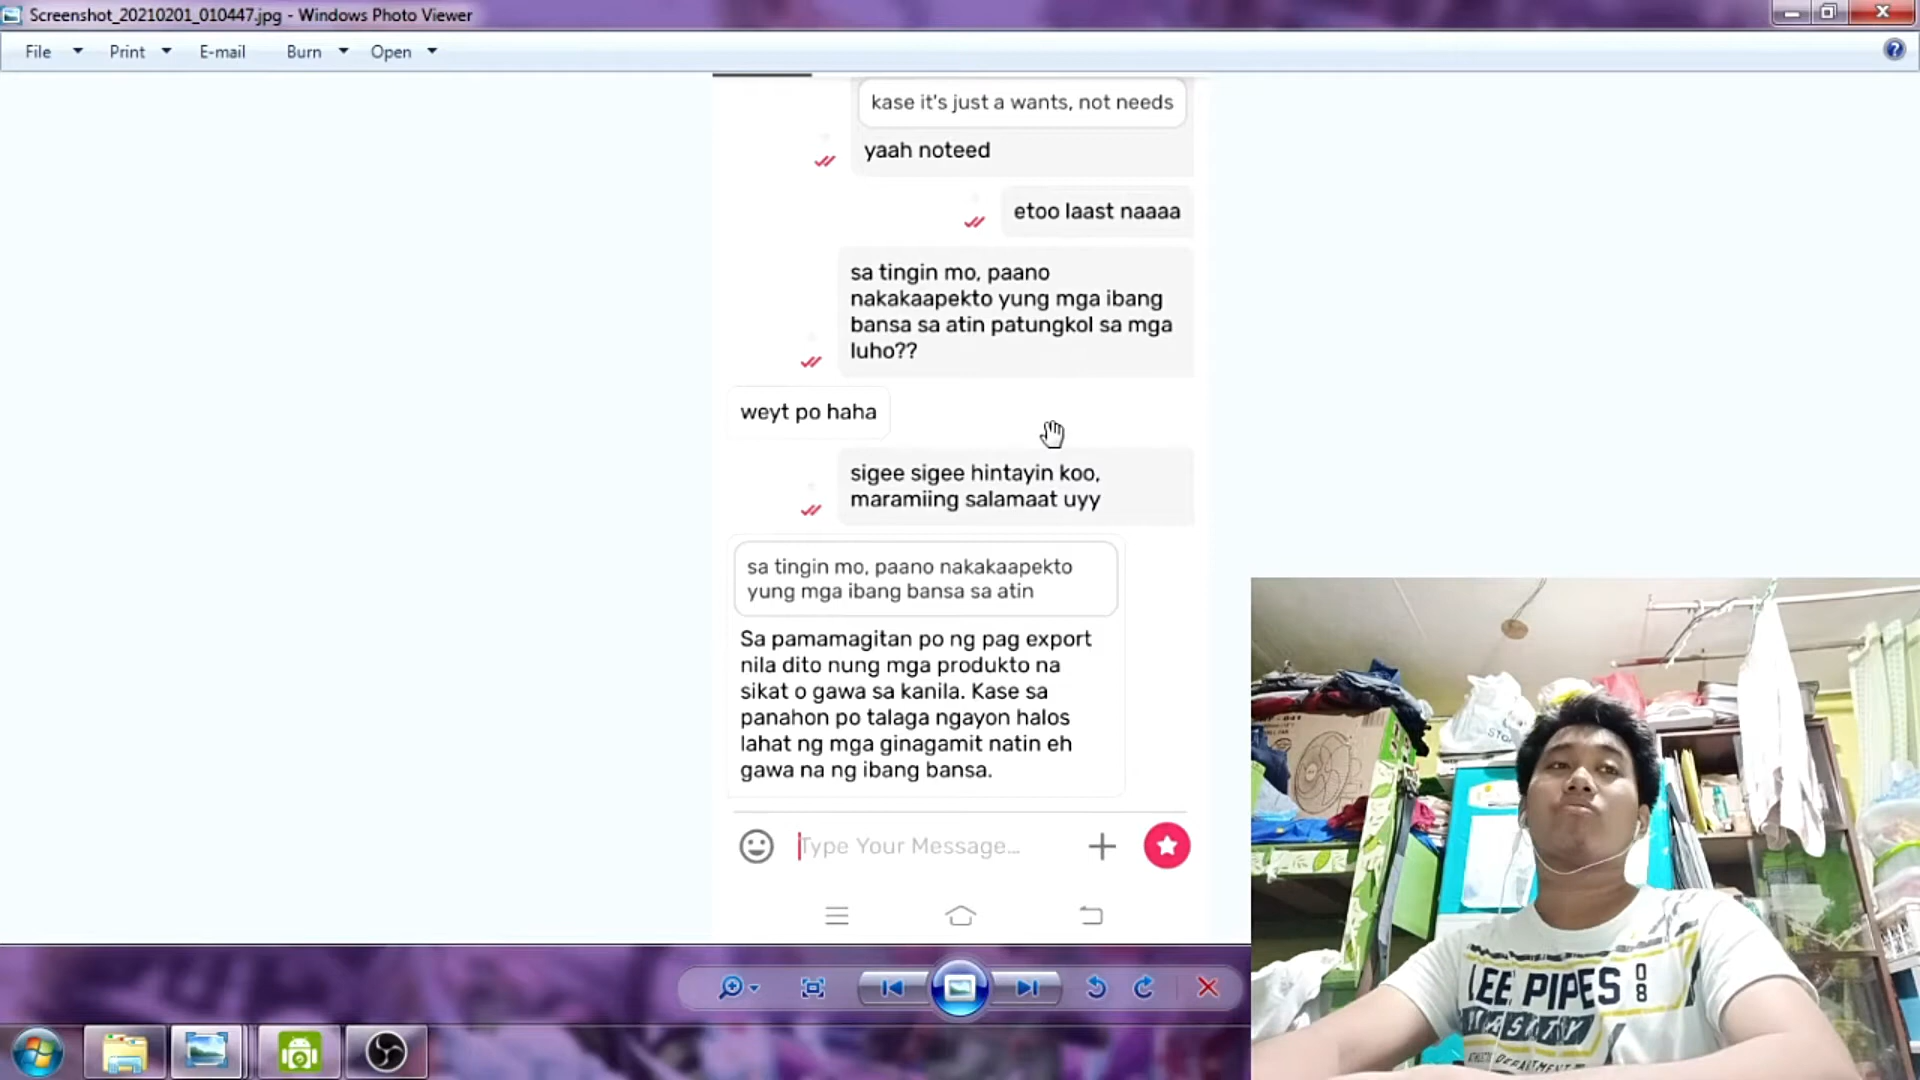 Screenshot_20210201_010447.jpg - Windows Photo Viewer
File
Print
E-mail
Burn
Open
kase it's just a wants, not needs
yaah noteed
etoo laast naaaa
sa tingin mo, paano
nakakaapekto yung mga ibang
bansa sa atin patungkol sa mga
luho??
weyt po haha
sigee sigee hintayin koo,
maramiing salamaat uyy
sa tingin mo, paano nakakaapekto
yung mga ibang bansa sa atin
Sa pamamagitan po ng pag export
nila dito nung mga produkto na
sikat o gawa sa kanila. Kase sa
panahon po talaga ngayon halos
lahat ng mga ginagamit natin eh
gawa na ng ibang bansa.
Type Your Message...
LEE PIPES
08